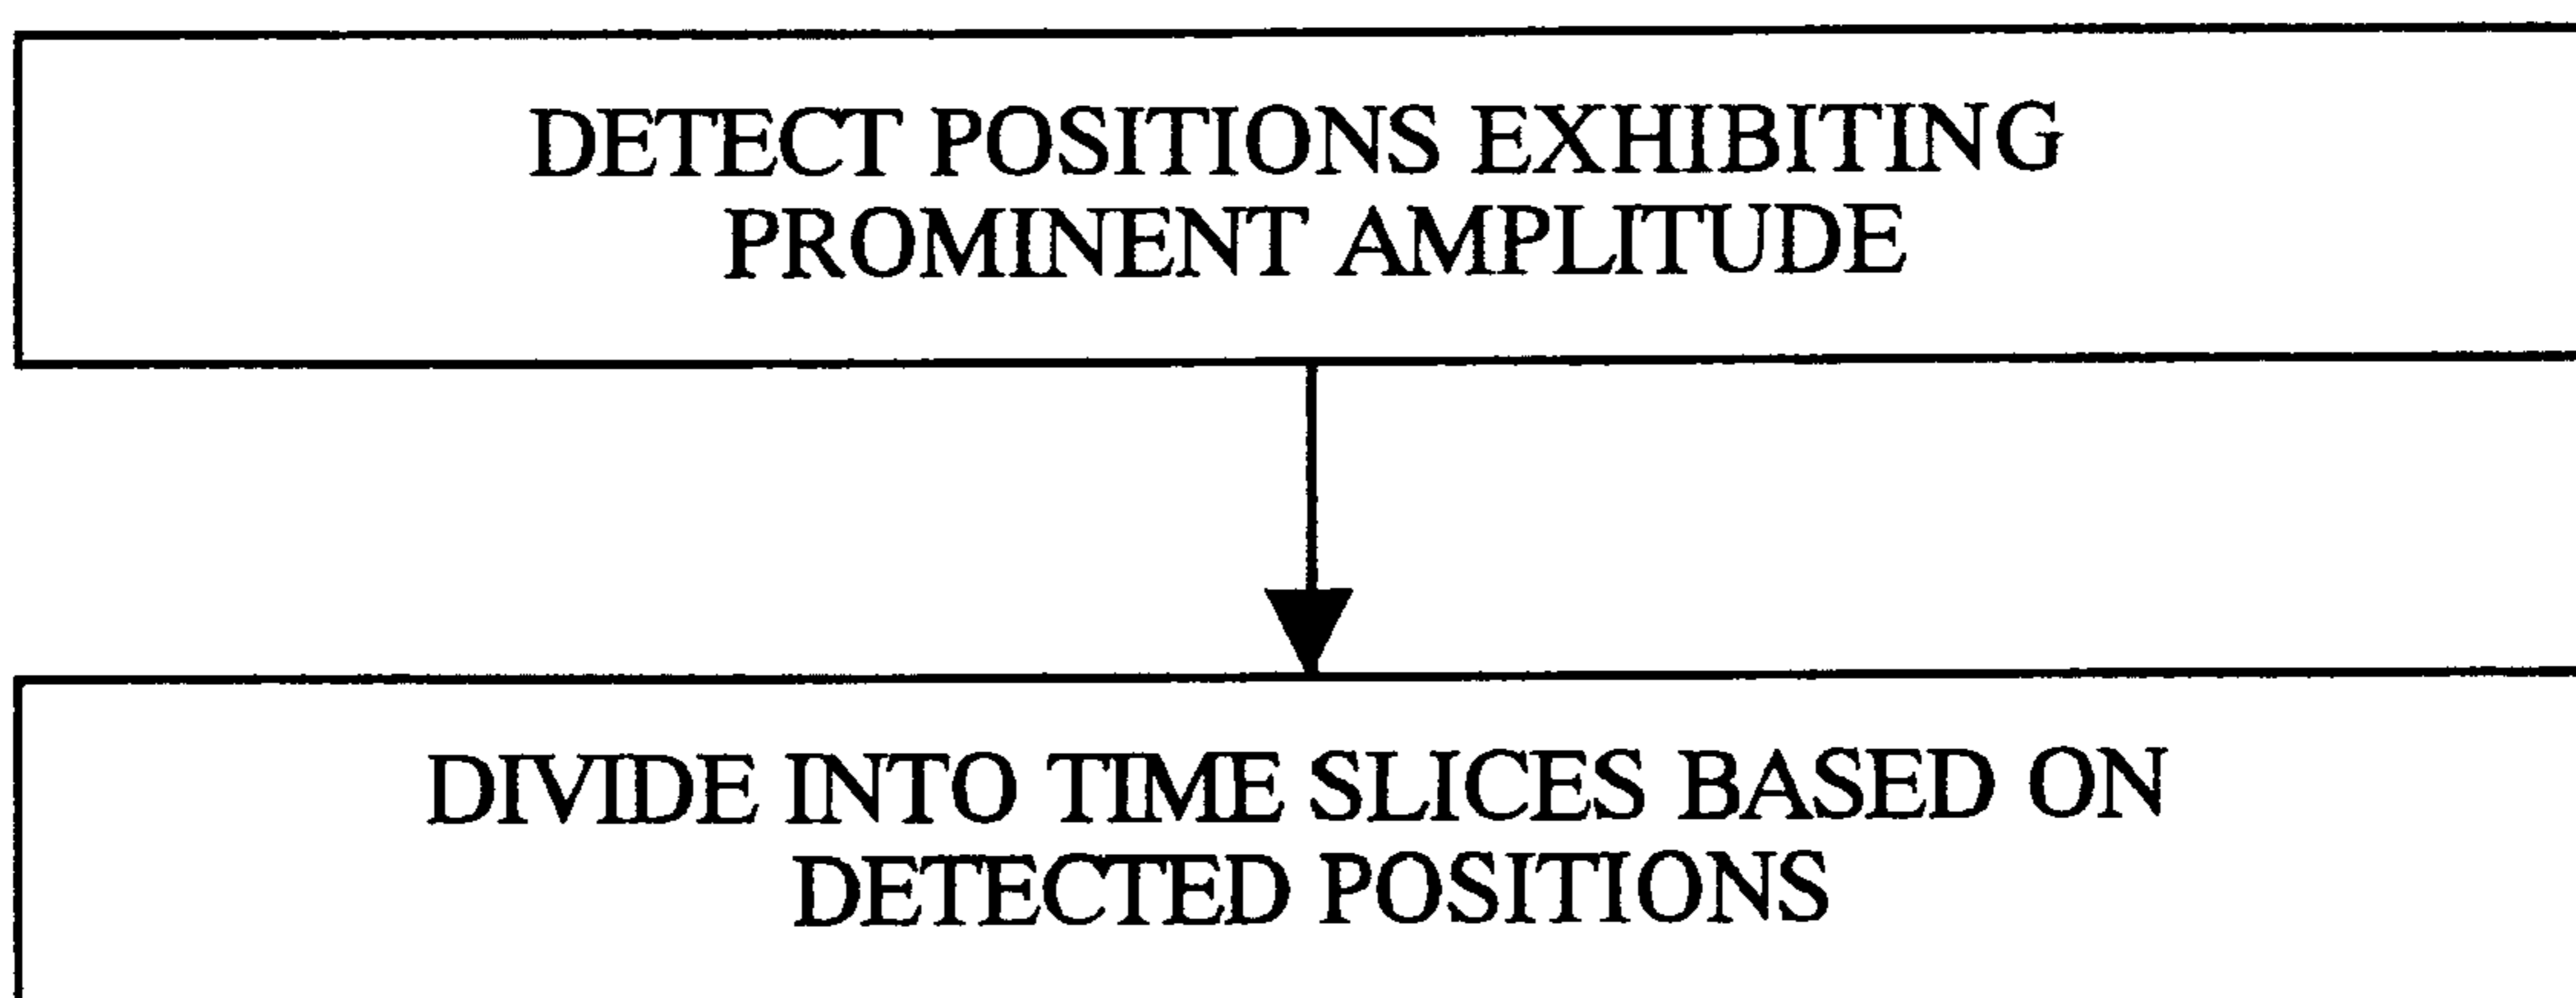 DETECT POSITIONS EXHIBITING
PROMINENT AMPLITUDE
DIVIDE INTO TIME SLICES BASED ON
DETECTED POSITIONS